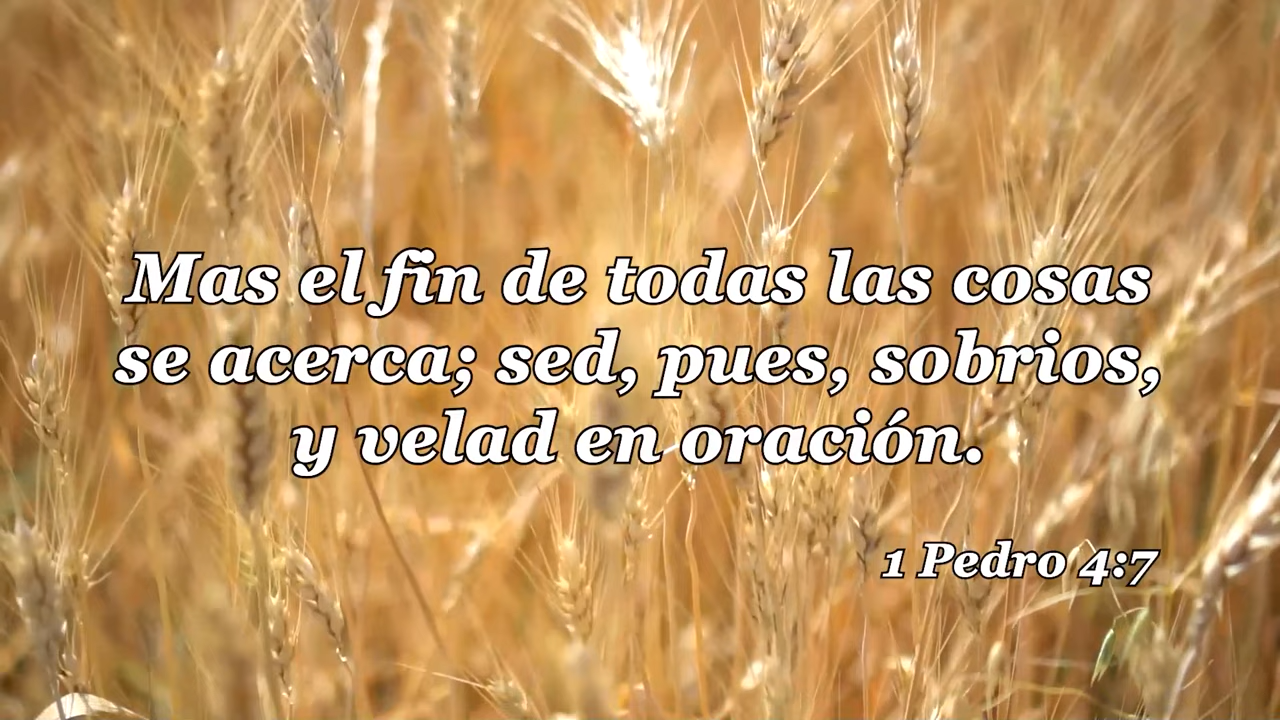 Mas el fin de todas las cosas
se acerca; sed, pues, sobrios,
y velad en oración.
1 Pedro 4:7